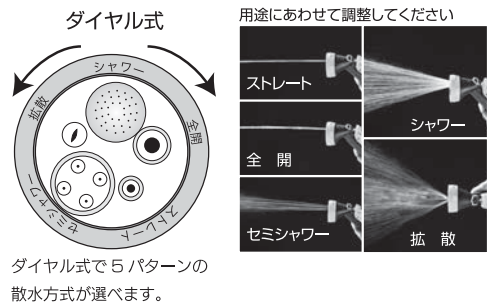 ダイヤル式
シャワー
拡散
全開
セミシャワー
ストレート
ダイヤル式で5パターンの
散水方式が選べます。
用途にあわせて調整してください
ストレート
シャワー
全 開
セミシャワー
拡 散